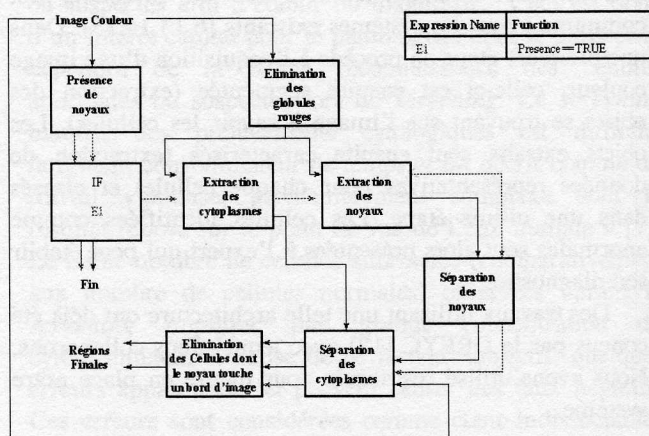 Image Couleur
Expression Name
Function
E1
Presence==TRUE
Présence
de
noyaux
Elimination
des
globules
rouges
IF
E1
Extraction
des
cytoplasmes
Extraction
des
noyaux
Fin
Séparation
des
noyaux
Régions
Finales
Elimination
des Cellules dont
le noyau touche
un bord d'image
Séparation
des
cytoplasmes